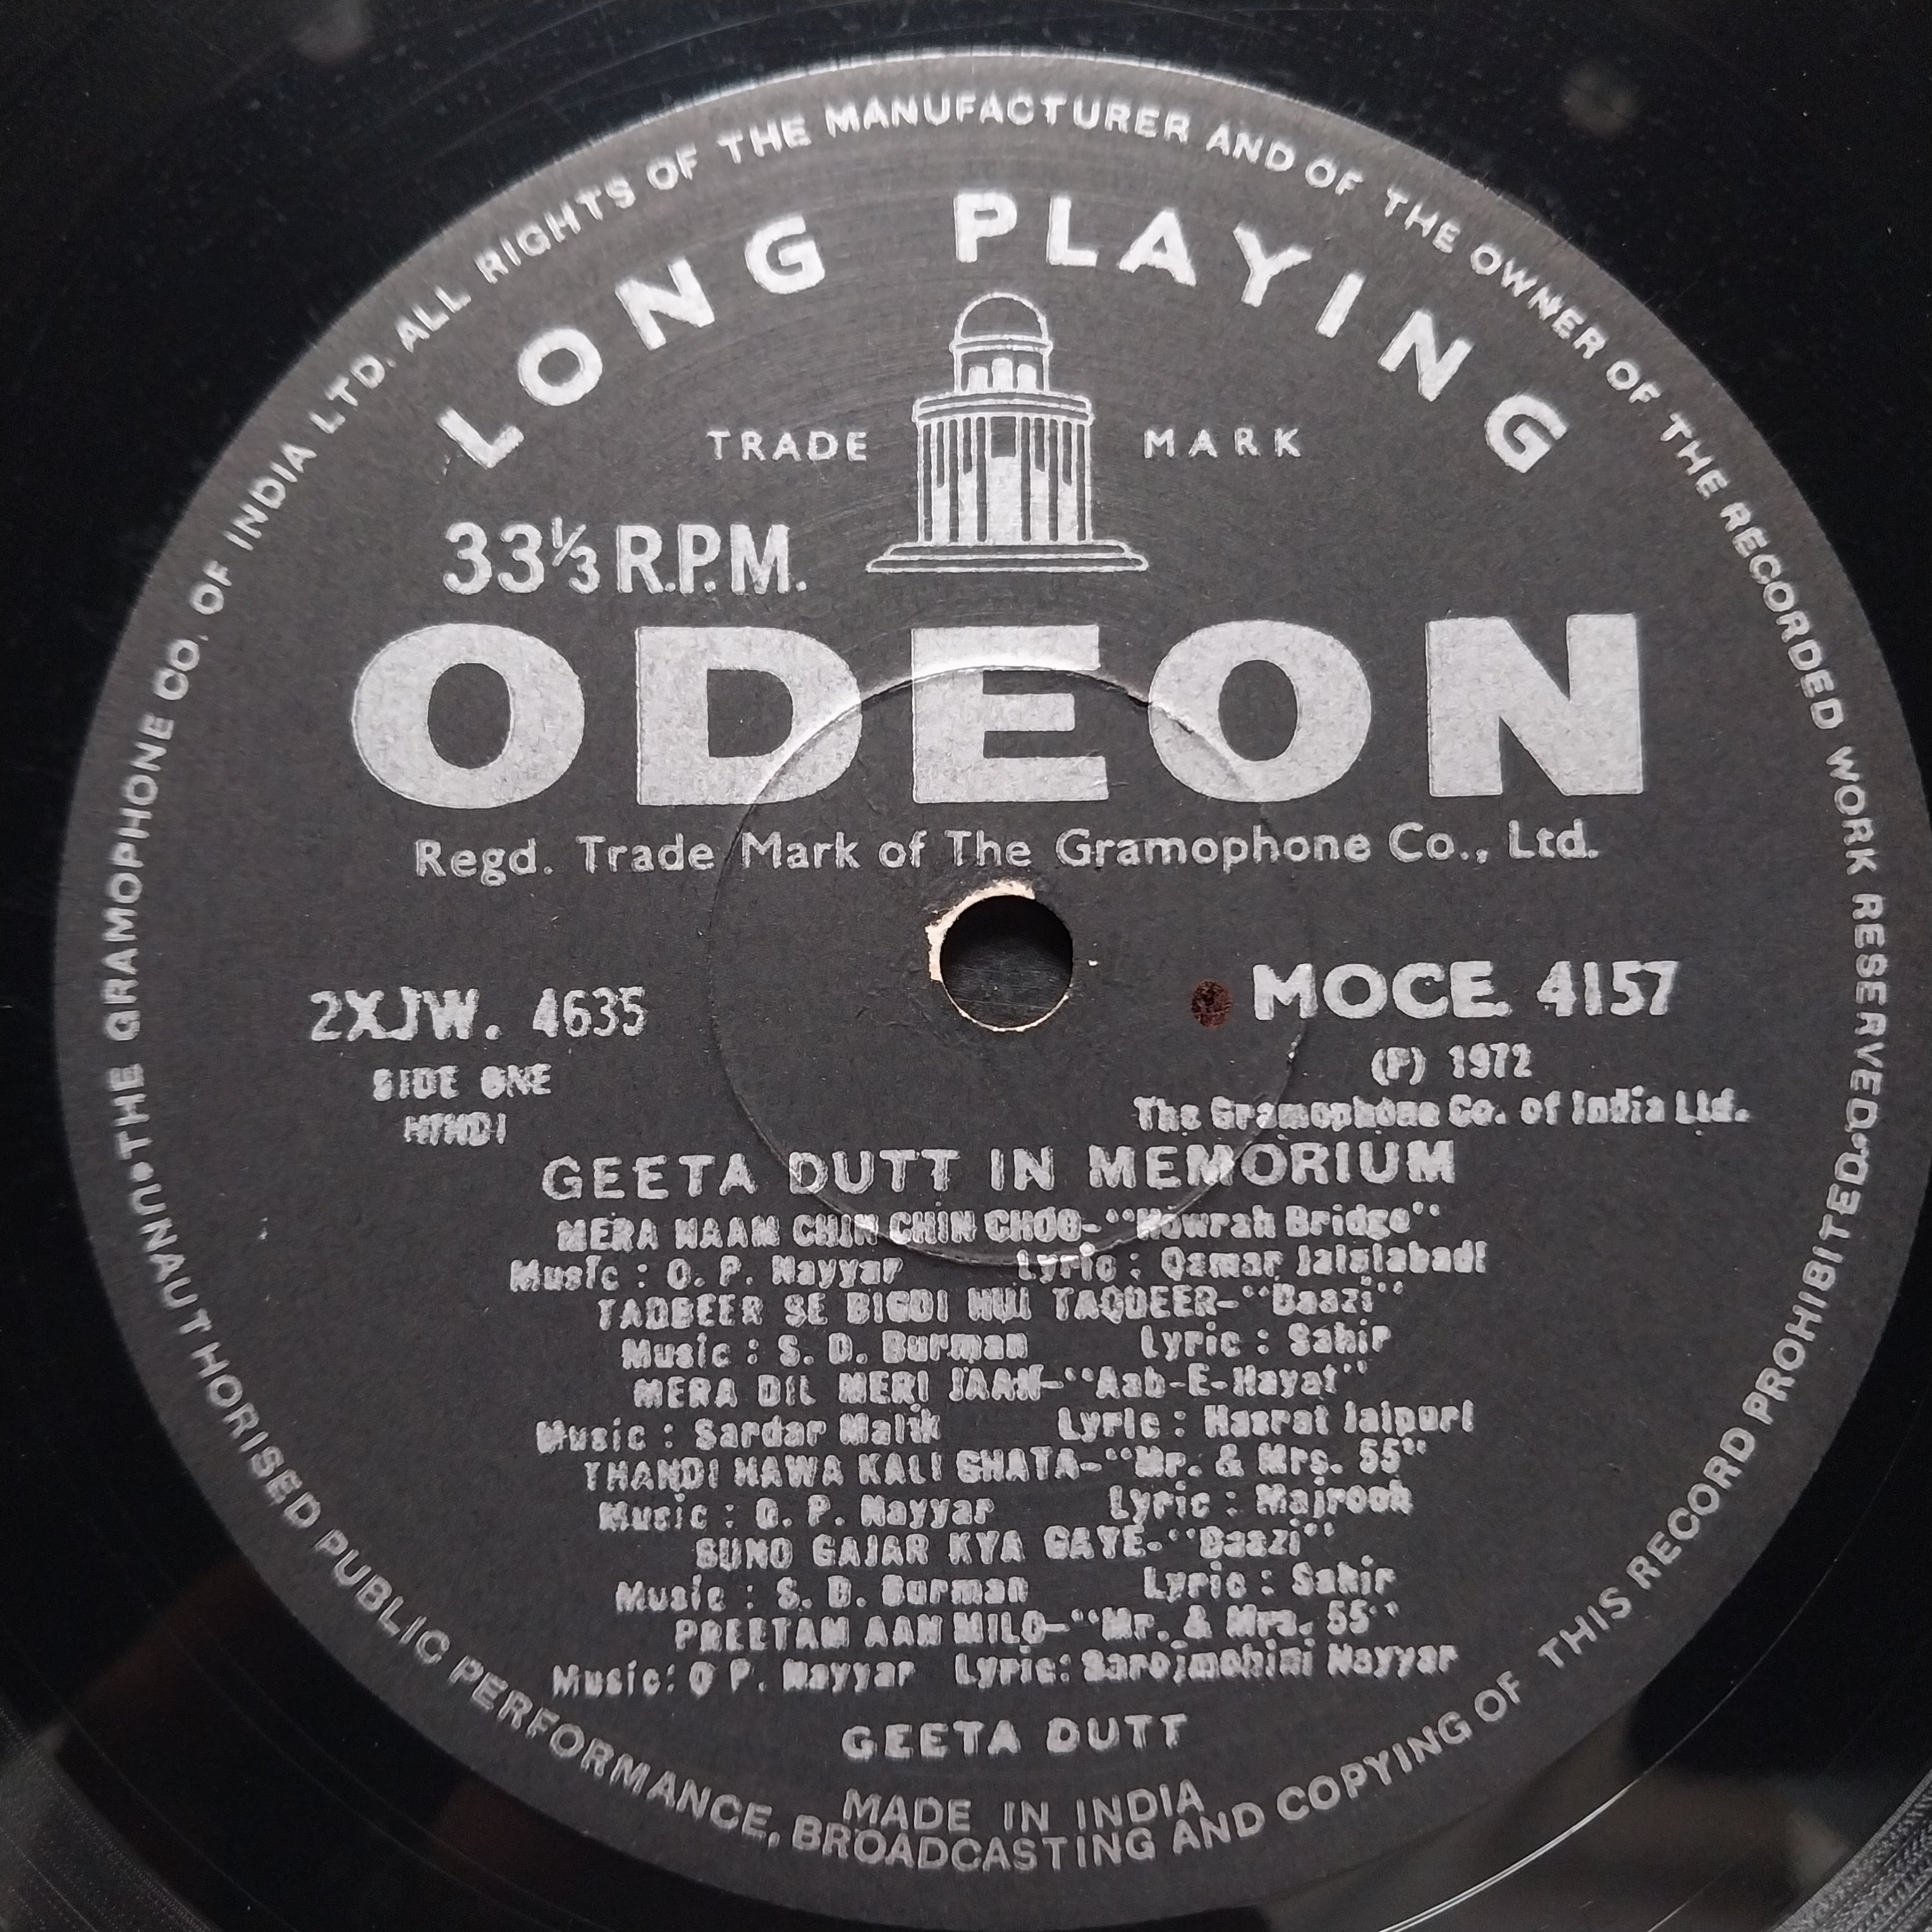 THE GRAMOPHONE CO. OF INDIA LTD. ALL RIGHTS OF THE MANUFACTURER AND OF THE OWNER OF THE RECORDED WORK RESERVED.
LONG PLAYING
TRADE MARK
33⅓ R.P.M.
ODEON
Regd. Trade Mark of The Gramophone Co., Ltd.
2XJW. 4635
MOCE 4157
SIDE ONE
(P) 1972
HINDI
The Gramophone Co. of India Ltd.
GEETA DUTT IN MEMORIUM
MERA NAAM CHIN CHIN CHOO-"Howrah Bridge"
Music : O. P. Nayyar Lyric : Qamar Jalalabadi
TADBEER SE BIGDI HUI TAQDEER-"Baazi"
Music : S. D. Burman Lyric : Sahir
MERA DIL MERI JAAN-"Aab-E-Hayat"
Music : Sardar Malik Lyric : Hasrat Jaipuri
THANDI HAWA KALI GHATA-"Mr. & Mrs. 55"
Music : O. P. Nayyar Lyric : Majrooh
SUNO GAJAR KYA GAYE-"Baazi"
Music : S. D. Burman Lyric : Sahir
PREETAM AAN MILO-"Mr. & Mrs. 55"
Music: O P. Nayyar Lyric: Sarojmohini Nayyar
GEETA DUTT
MADE IN INDIA
UNNAUTHORISED PUBLIC PERFORMANCE, BROADCASTING AND COPYING OF THIS RECORD PROHIBITED.